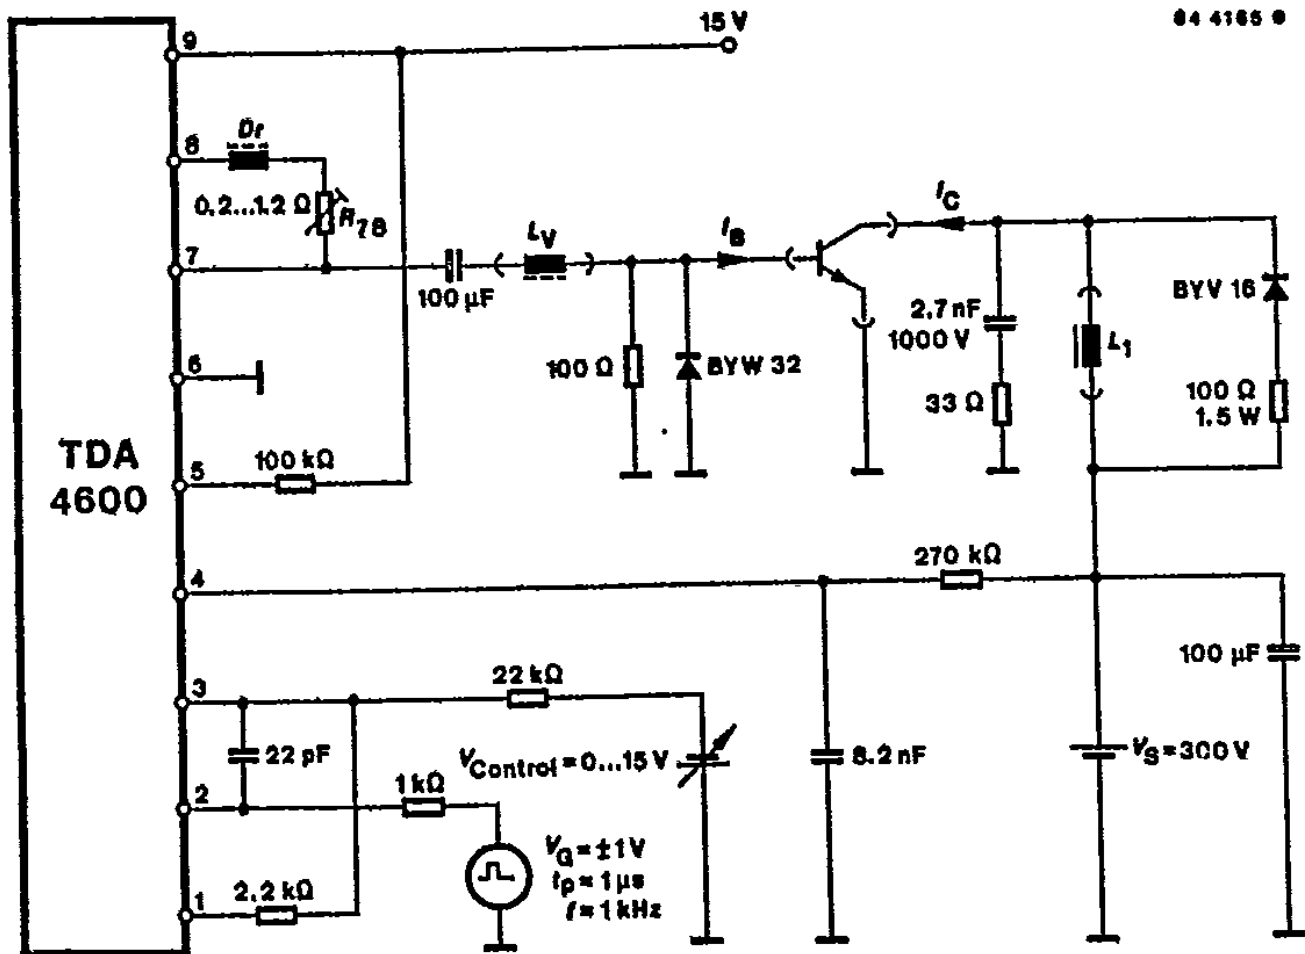 84 4165 e
15 V
9
8
Dr
0.2...1.2 Ω
R78
7
100 µF
LV
IB
IC
BYV 16
2.7 nF
1000 V
L1
100 Ω
BYW 32
33 Ω
100 Ω
1.5 W
6
TDA
4600
5
100 kΩ
4
270 kΩ
100 µF
3
22 kΩ
22 pF
VControl = 0...15 V
8.2 nF
VS = 300 V
2
1 kΩ
VG = ±1 V
tp = 1 µs
f = 1 kHz
1
2.2 kΩ